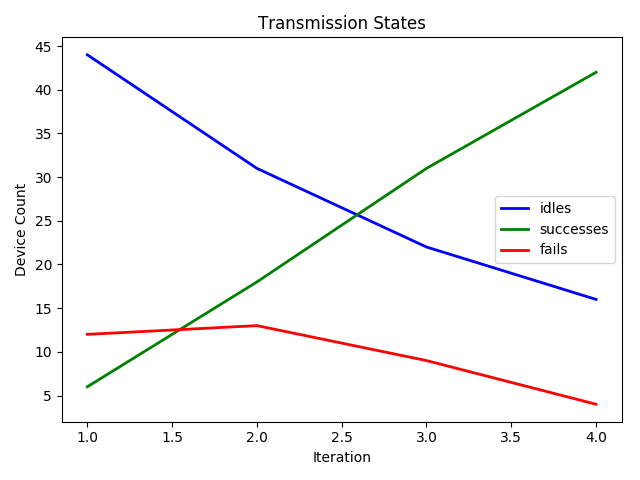 Transmission States
Device Count
45
40
35
30
25
20
15
10
5
idles
successes
fails
1.0 1.5 2.0 2.5 3.0 3.5 4.0
Iteration